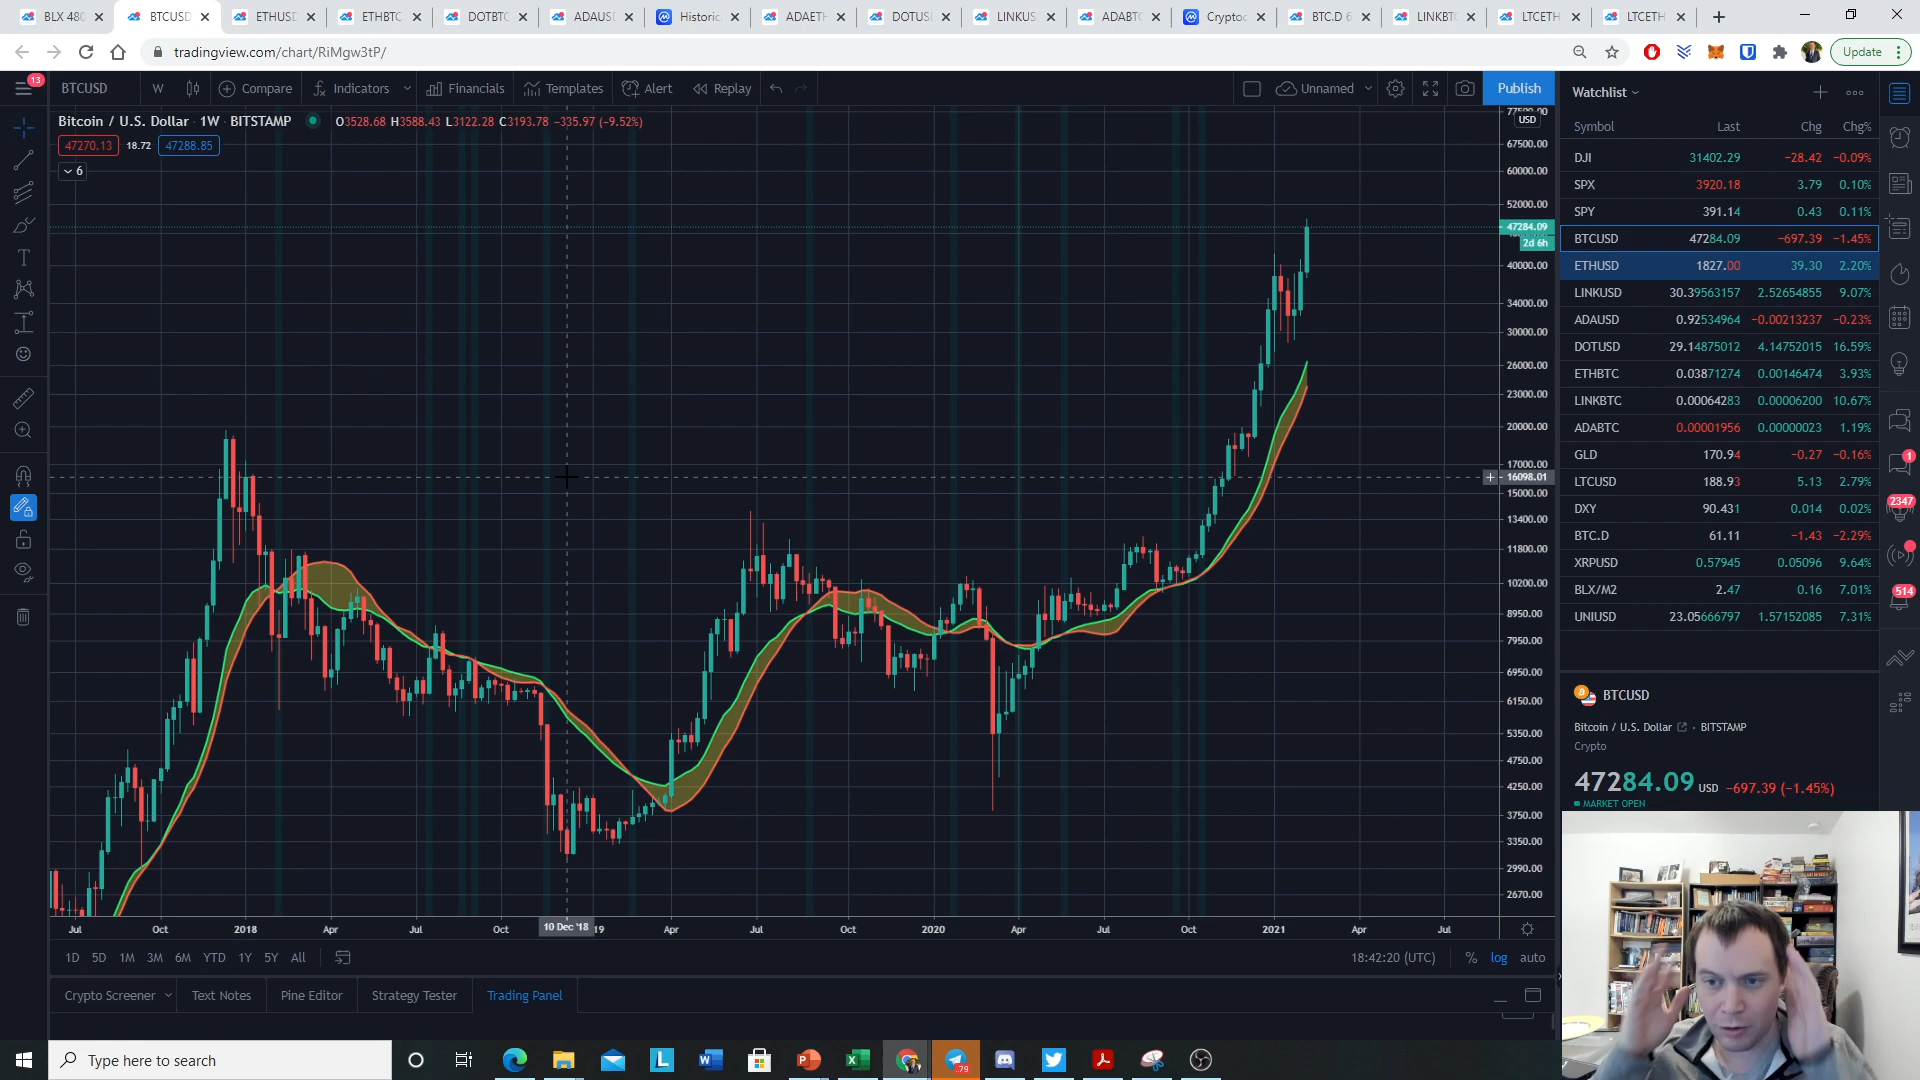 BLX 480
BTCUSD
ETHUSD
ETHBTC
DOTBTC
ADAUSD
Historic
ADAETH
DOTUSD
LINKUS
ADABTC
Cryptoc
BTC.D 6
LINKBTC
LTCETH
LTCETH
tradingview.com/chart/RiMgw3tP/
Update
13
BTCUSD
W
Compare
Indicators
Financials
Templates
Alert
Replay
Unnamed
Publish
Bitcoin / U.S. Dollar · 1W · BITSTAMP
O3528.68 H3588.43 L3122.28 C3193.78 −335.97 (−9.52%)
47270.13 18.72 47288.85
6
77500.00
USD
67500.00
60000.00
52000.00
47284.09
2d 6h
40000.00
34000.00
30000.00
26000.00
23000.00
20000.00
17000.00
16098.01
15000.00
13400.00
11800.00
10200.00
8950.00
7950.00
6950.00
6150.00
5350.00
4750.00
4250.00
3750.00
3350.00
2990.00
2670.00
Jul Oct 2018 Apr Jul Oct 10 Dec '18 19 Apr Jul Oct 2020 Apr Jul Oct 2021 Apr Jul
1D 5D 1M 3M 6M YTD 1Y 5Y All
18:42:20 (UTC) % log auto
Crypto Screener Text Notes Pine Editor Strategy Tester Trading Panel
Watchlist
Symbol Last Chg Chg%
DJI 31402.29 −28.42 −0.09%
SPX 3920.18 3.79 0.10%
SPY 391.14 0.43 0.11%
BTCUSD 47284.09 −697.39 −1.45%
ETHUSD 1827.00 39.30 2.20%
LINKUSD 30.39563157 2.52654855 9.07%
ADAUSD 0.92534964 −0.00213237 −0.23%
DOTUSD 29.14875012 4.14752015 16.59%
ETHBTC 0.03871274 0.00146474 3.93%
LINKBTC 0.00064283 0.00006200 10.67%
ADABTC 0.00001956 0.00000023 1.19%
GLD 170.94 −0.27 −0.16%
LTCUSD 188.93 5.13 2.79%
DXY 90.431 0.014 0.02%
BTC.D 61.11 −1.43 −2.29%
XRPUSD 0.57945 0.05096 9.64%
BLX/M2 2.47 0.16 7.01%
UNIUSD 23.05666797 1.57152085 7.31%
BTCUSD
Bitcoin / U.S. Dollar · BITSTAMP
Crypto
47284.09 USD −697.39 (−1.45%)
MARKET OPEN
1
2347
514
Type here to search
79